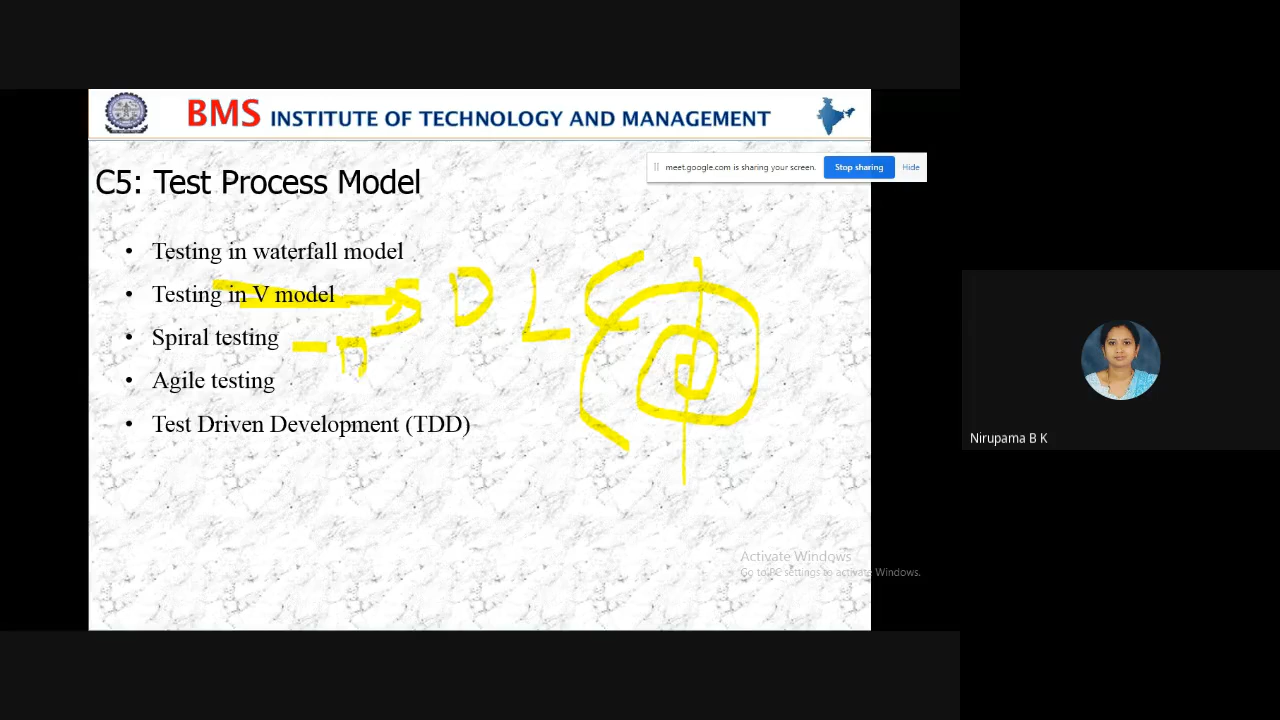 BMS INSTITUTE OF TECHNOLOGY AND MANAGEMENT
meet.google.com is sharing your screen. Stop sharing Hide
C5: Test Process Model
• Testing in waterfall model
• Testing in V model
SDLC
• Spiral testing
– n
• Agile testing
• Test Driven Development (TDD)
Nirupama B K
Activate Windows
Go to PC settings to activate Windows.